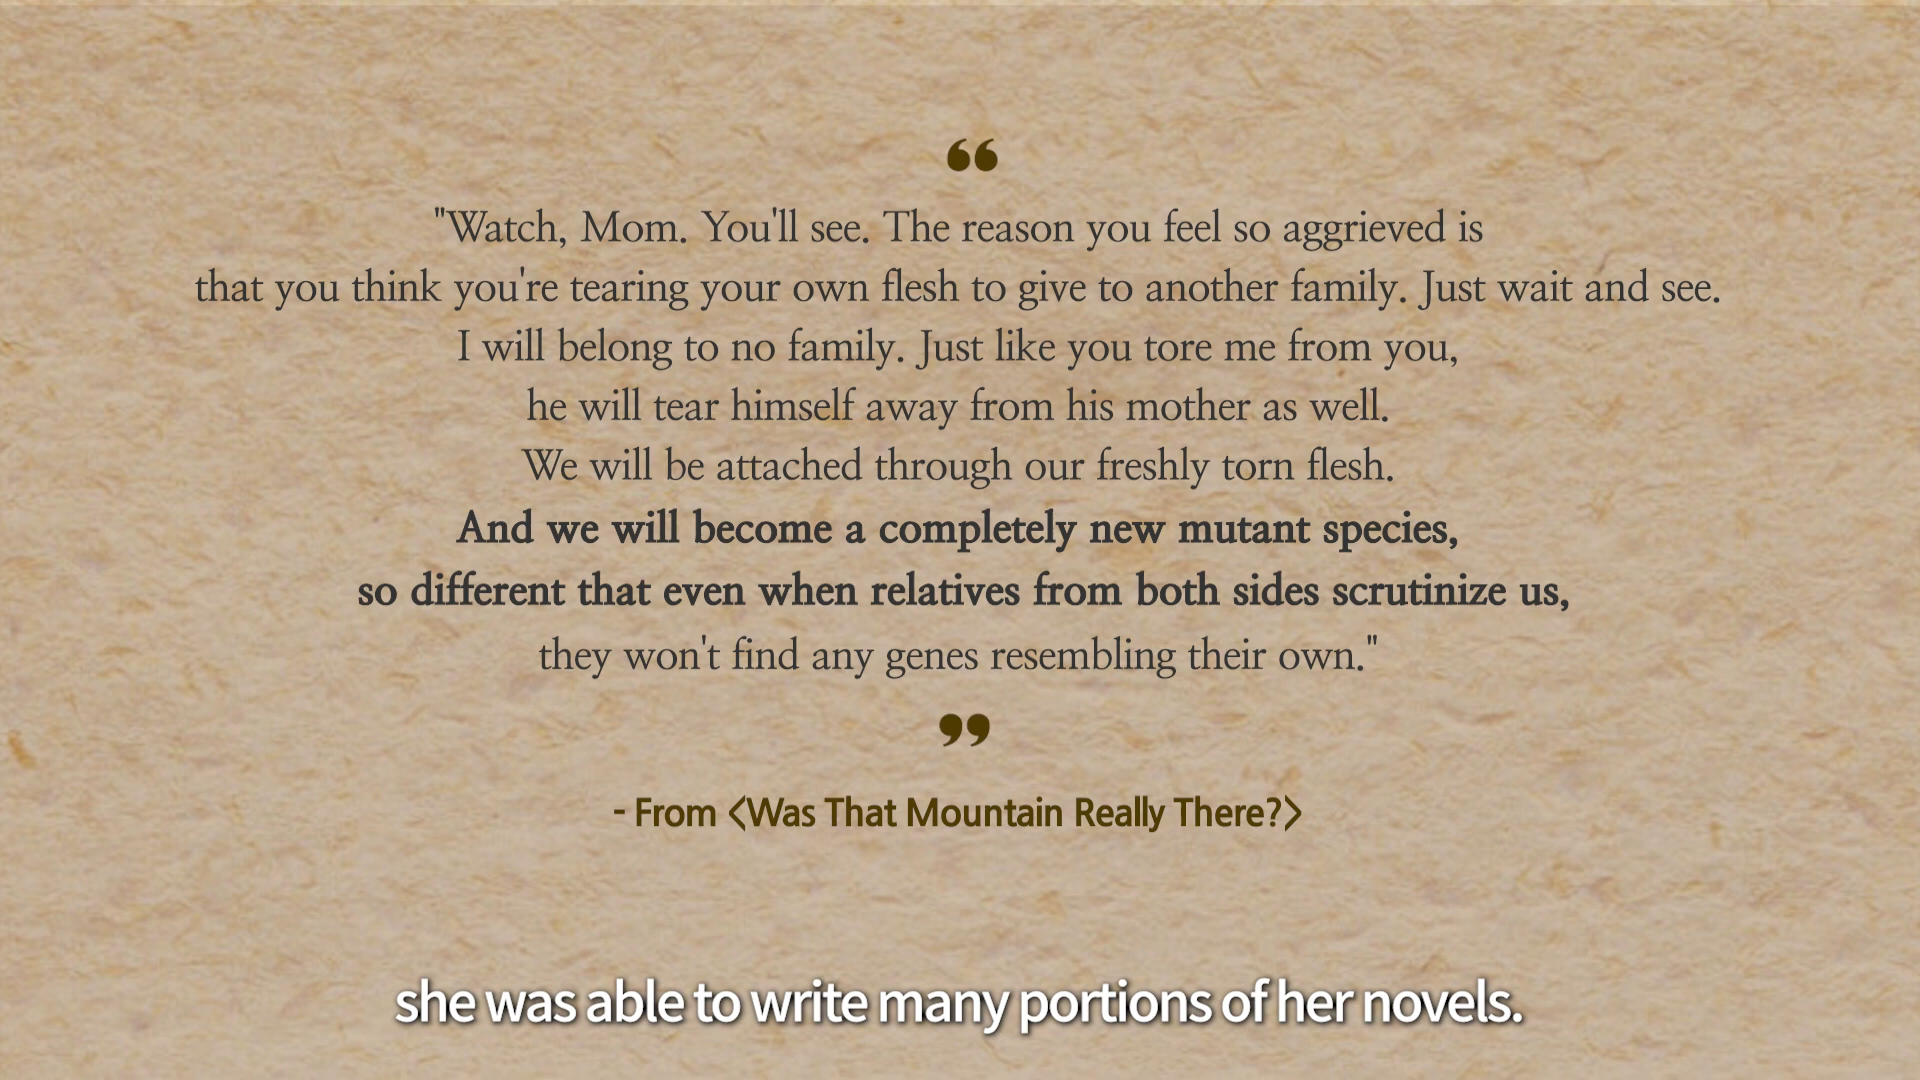 “
"Watch, Mom. You'll see. The reason you feel so aggrieved is
that you think you're tearing your own flesh to give to another family. Just wait and see.
I will belong to no family. Just like you tore me from you,
he will tear himself away from his mother as well.
We will be attached through our freshly torn flesh.
And we will become a completely new mutant species,
so different that even when relatives from both sides scrutinize us,
they won't find any genes resembling their own."
”
- From <Was That Mountain Really There?>
she was able to write many portions of her novels.